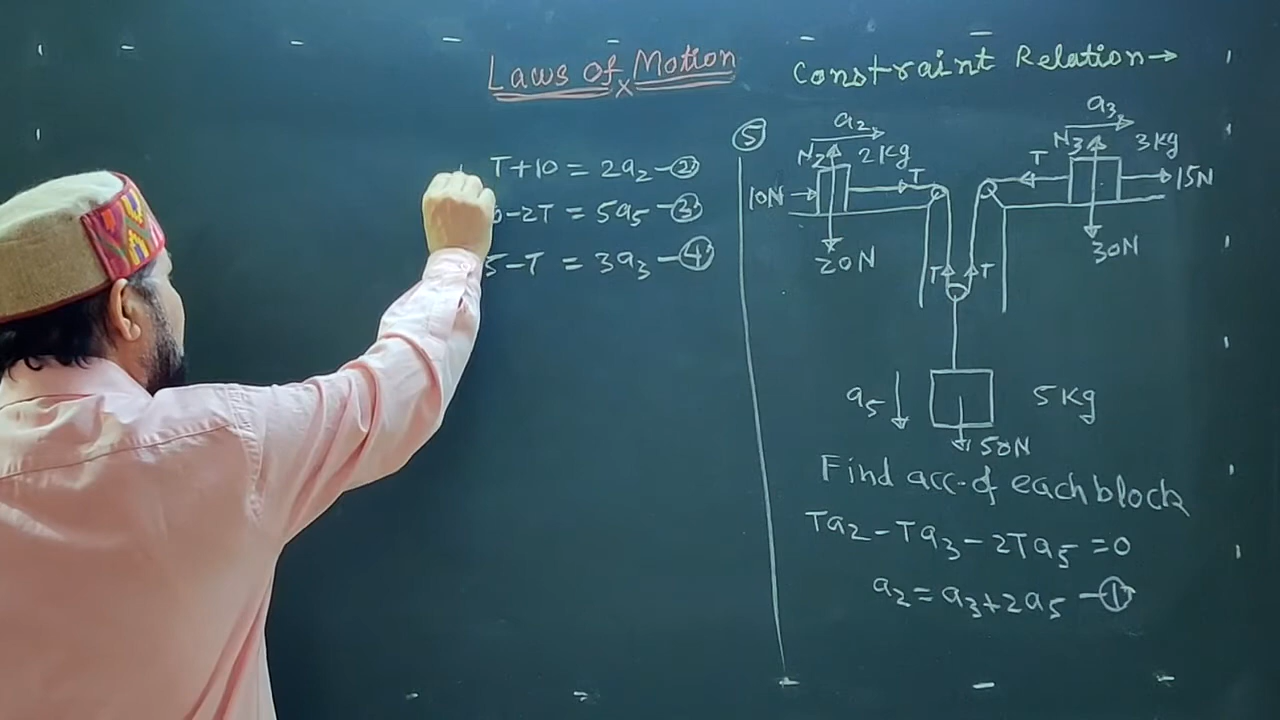 Laws of Motion
x
Constraint Relation→
T+10 = 2a₂ -②
-2T = 5a₅ -③
5-T = 3a₃ -④
⑤
a₂
N₂
2Kg
T
10N
20N
a₃
N₃
3Kg
T
15N
30N
T T
a₅
5Kg
50N
Find acc. of each block
Ta₂-Ta₃-2Ta₅=0
a₂=a₃+2a₅ -①